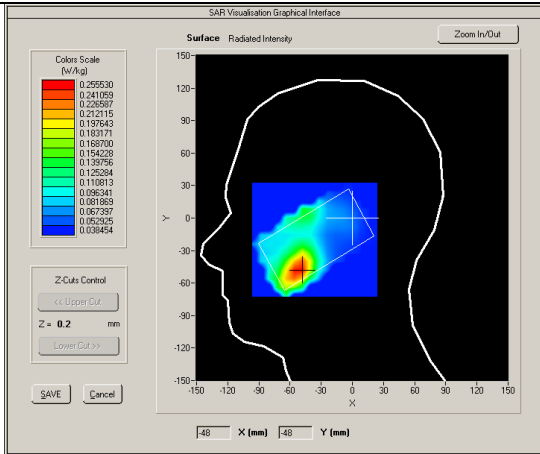 SAR Visualisation Graphical Interface
Surface Radiated Intensity
Zoom In/Out
Colors Scale
(W/kg)
0.255530
0.241059
0.226587
0.212115
0.197643
0.183171
0.168700
0.154228
0.139756
0.125284
0.110813
0.096341
0.081869
0.067397
0.052925
0.038454
Z-Cuts Control
<< Upper Cut
Z = 0.2 mm
Lower Cut >>
SAVE Cancel
150
120
90
60
30
0
-30
-60
-90
-120
-150
Y
-150 -120 -90 -60 -30 0 30 60 90 120 150
X
-48 X (mm) -48 Y (mm)